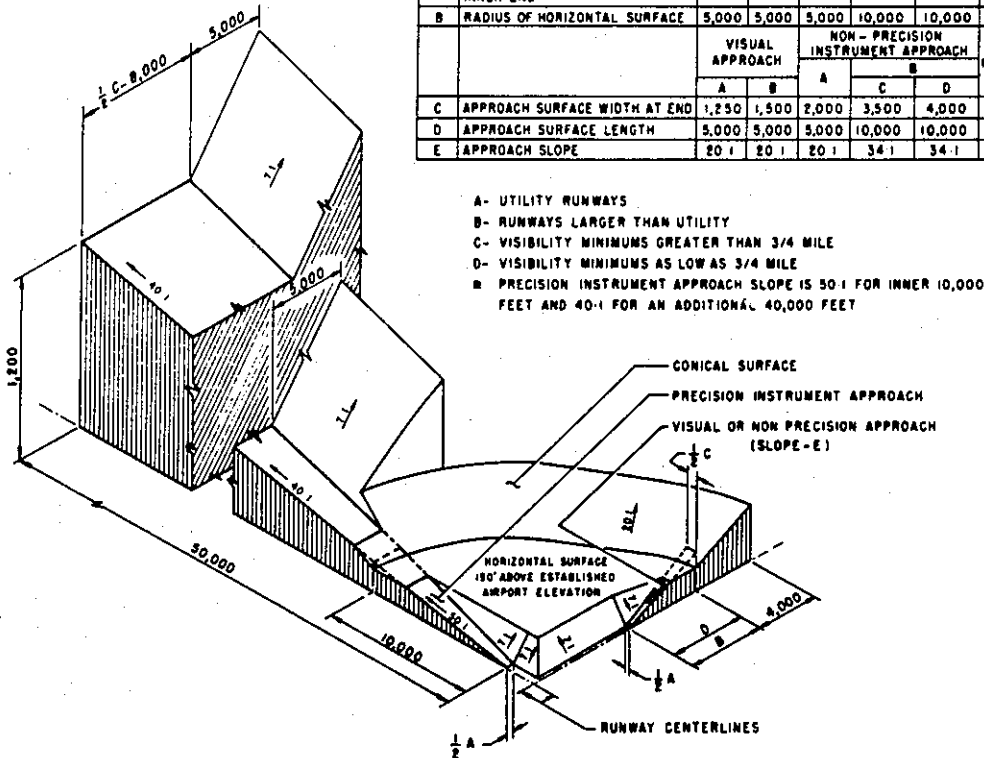 B RADIUS OF HORIZONTAL SURFACE 5,000 5,000 5,000 10,000 10,000
VISUAL APPROACH NON-PRECISION INSTRUMENT APPROACH
A B
A B C D
C APPROACH SURFACE WIDTH AT END 1,250 1,500 2,000 3,500 4,000
D APPROACH SURFACE LENGTH 5,000 5,000 5,000 10,000 10,000
E APPROACH SLOPE 20:1 20:1 20:1 34:1 34:1
A- UTILITY RUNWAYS
B- RUNWAYS LARGER THAN UTILITY
C- VISIBILITY MINIMUMS GREATER THAN 3/4 MILE
D- VISIBILITY MINIMUMS AS LOW AS 3/4 MILE
PRECISION INSTRUMENT APPROACH SLOPE IS 50:1 FOR INNER 10,000
FEET AND 40:1 FOR AN ADDITIONAL 40,000 FEET
5,000
1/2 C-8,000
7:1
40:1
5,000
1,200
7:1
40:1
50,000
10,000
50:1
7:1
7:1
7:1
7:1
20:1
CONICAL SURFACE
PRECISION INSTRUMENT APPROACH
VISUAL OR NON PRECISION APPROACH
(SLOPE-E)
1/2 C
HORIZONTAL SURFACE
150' ABOVE ESTABLISHED
AIRPORT ELEVATION
4,000
D
B
1/2 A
RUNWAY CENTERLINES
1/2 A